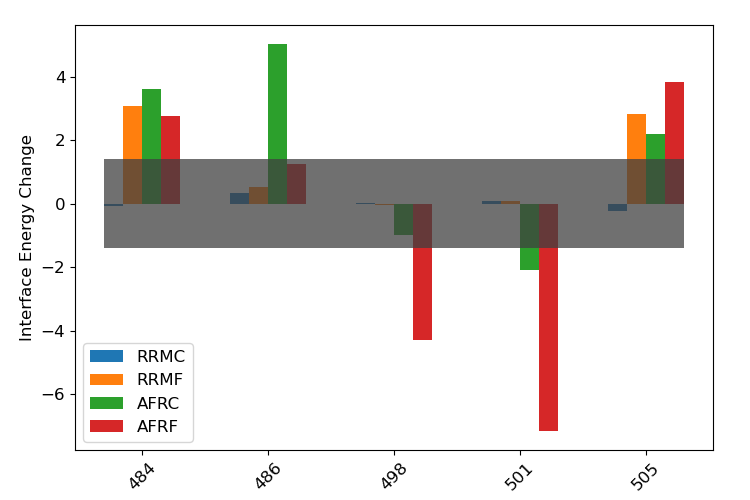 Interface Energy Change
4
2
0
−2
−4
−6
RRMC
RRMF
AFRC
AFRF
484 486 498 501 505